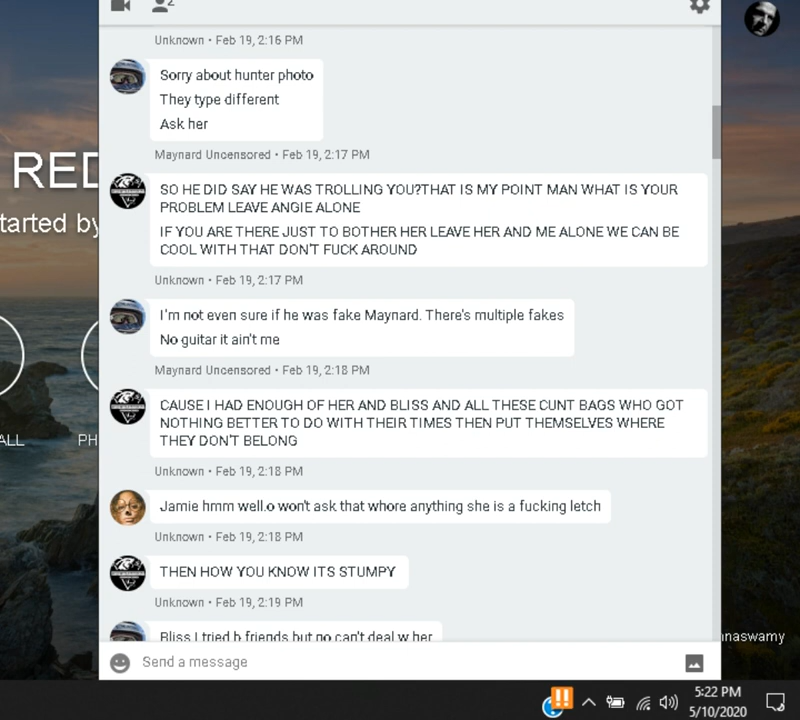 2
Unknown • Feb 19, 2:16 PM
Sorry about hunter photo
They type different
Ask her
Maynard Uncensored • Feb 19, 2:17 PM
RED
tarted by
SO HE DID SAY HE WAS TROLLING YOU?THAT IS MY POINT MAN WHAT IS YOUR
PROBLEM LEAVE ANGIE ALONE
IF YOU ARE THERE JUST TO BOTHER HER LEAVE HER AND ME ALONE WE CAN BE
COOL WITH THAT DON'T FUCK AROUND
Unknown • Feb 19, 2:17 PM
I'm not even sure if he was fake Maynard. There's multiple fakes
No guitar it ain't me
Maynard Uncensored • Feb 19, 2:18 PM
CAUSE I HAD ENOUGH OF HER AND BLISS AND ALL THESE CUNT BAGS WHO GOT
NOTHING BETTER TO DO WITH THEIR TIMES THEN PUT THEMSELVES WHERE
THEY DON'T BELONG
ALL
PH
Unknown • Feb 19, 2:18 PM
Jamie hmm well.o won't ask that whore anything she is a fucking letch
Unknown • Feb 19, 2:18 PM
THEN HOW YOU KNOW ITS STUMPY
Unknown • Feb 19, 2:19 PM
Bliss I tried b friends but no can't deal w her
nnaswamy
Send a message
5:22 PM
5/10/2020